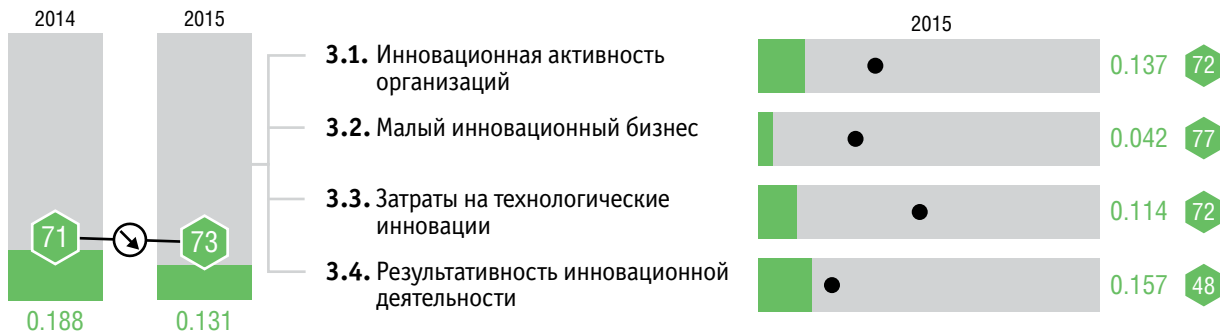 2014
2015
71
73
0.188
0.131
3.1. Инновационная активность
организаций
3.2. Малый инновационный бизнес
3.3. Затраты на технологические
инновации
3.4. Результативность инновационной
деятельности
2015
0.137 72
0.042 77
0.114 72
0.157 48